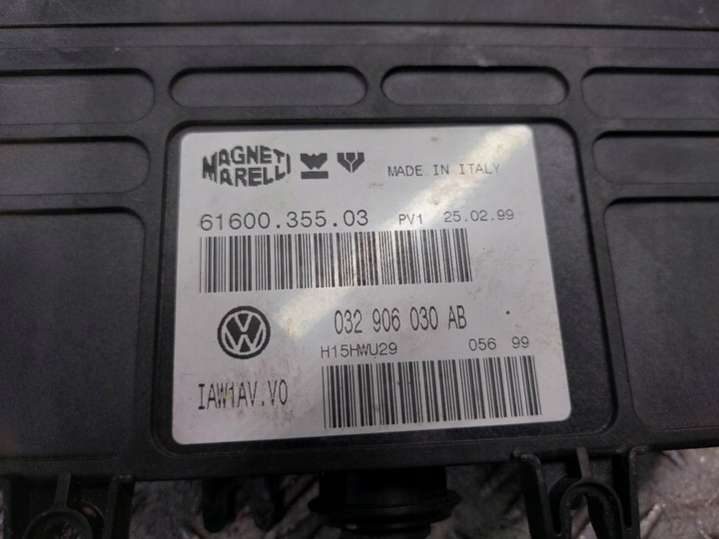 MAGNETI
MARELLI
MADE IN ITALY
61600.355.03 PV1 25.02.99
032 906 030 AB
H15HWU29 056 99
IAW1AV.V0